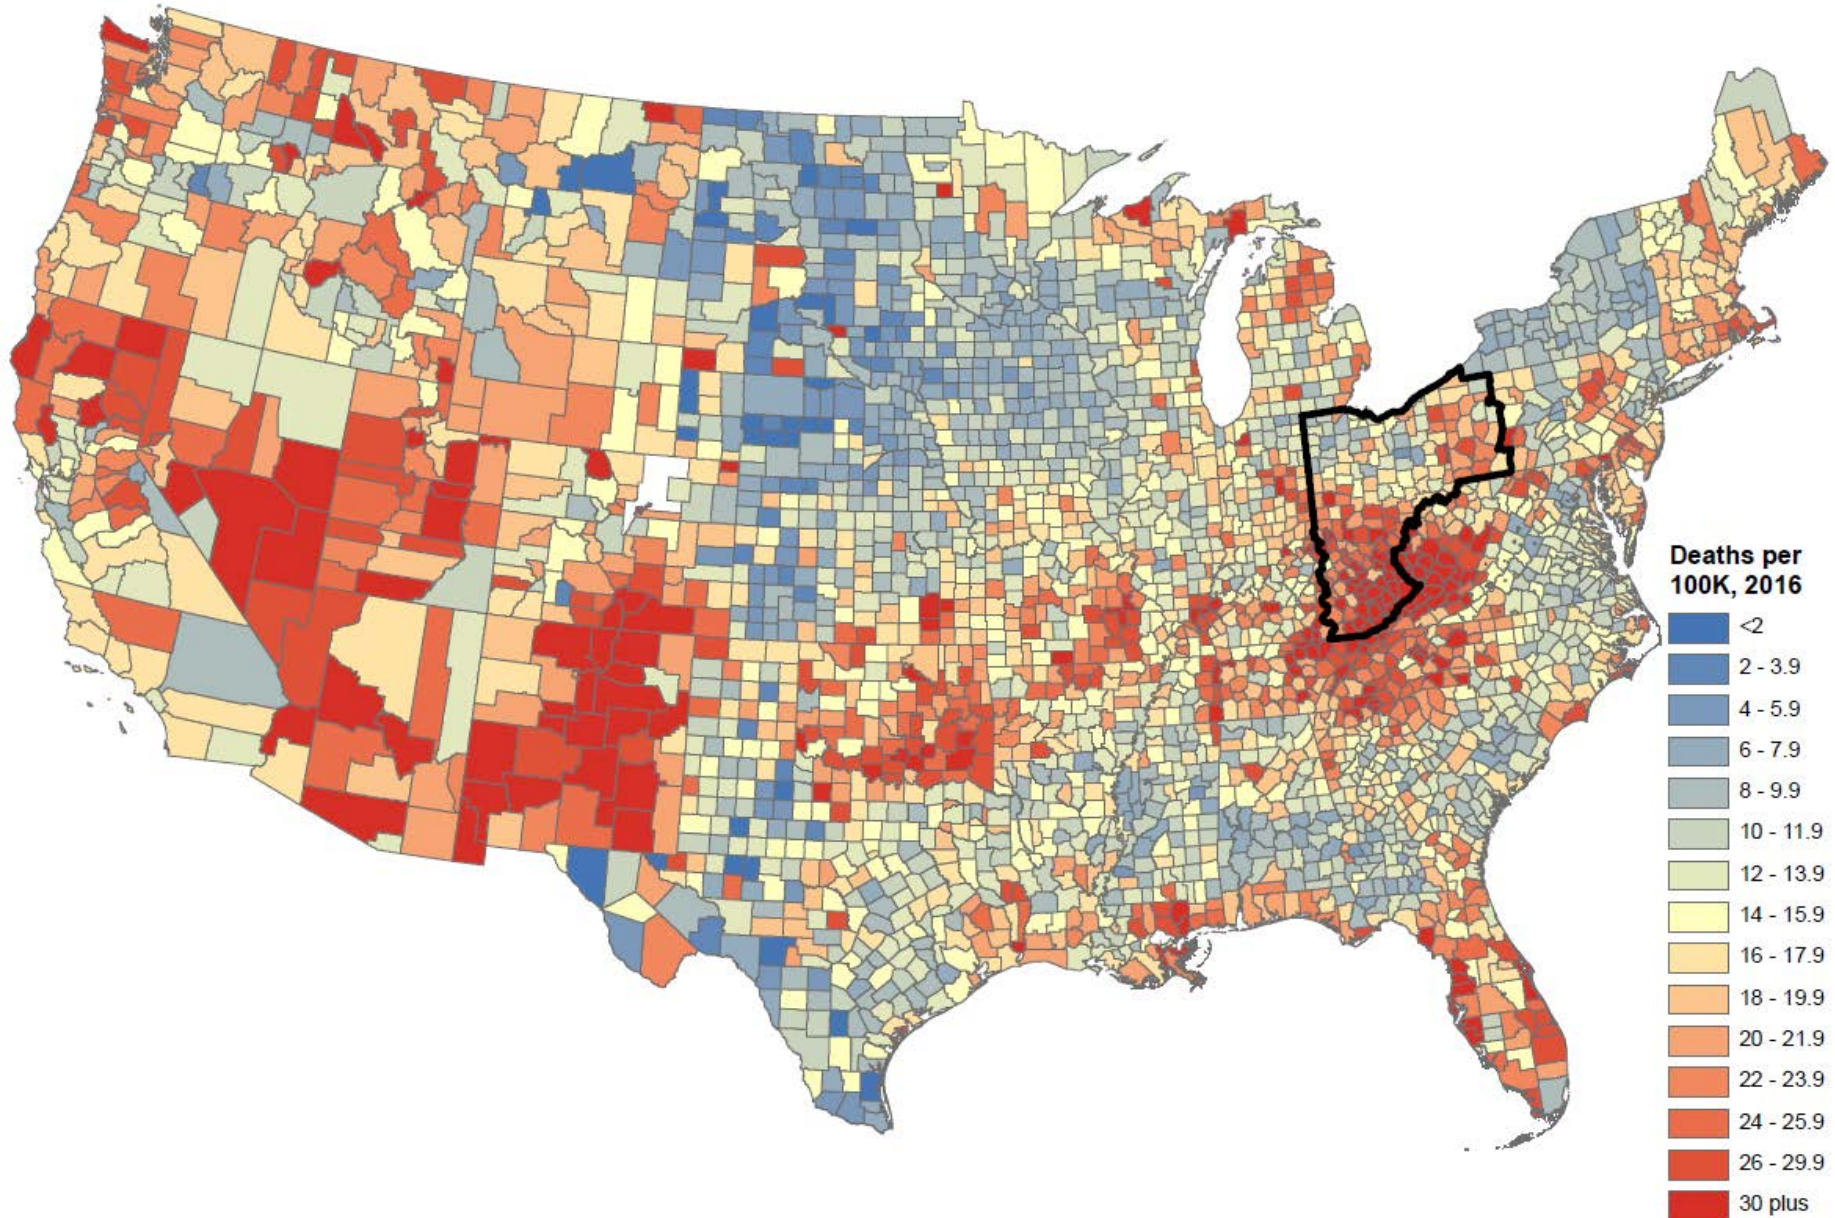 Deaths per
100K, 2016
<2
2 - 3.9
4 - 5.9
6 - 7.9
8 - 9.9
10 - 11.9
12 - 13.9
14 - 15.9
16 - 17.9
18 - 19.9
20 - 21.9
22 - 23.9
24 - 25.9
26 - 29.9
30 plus